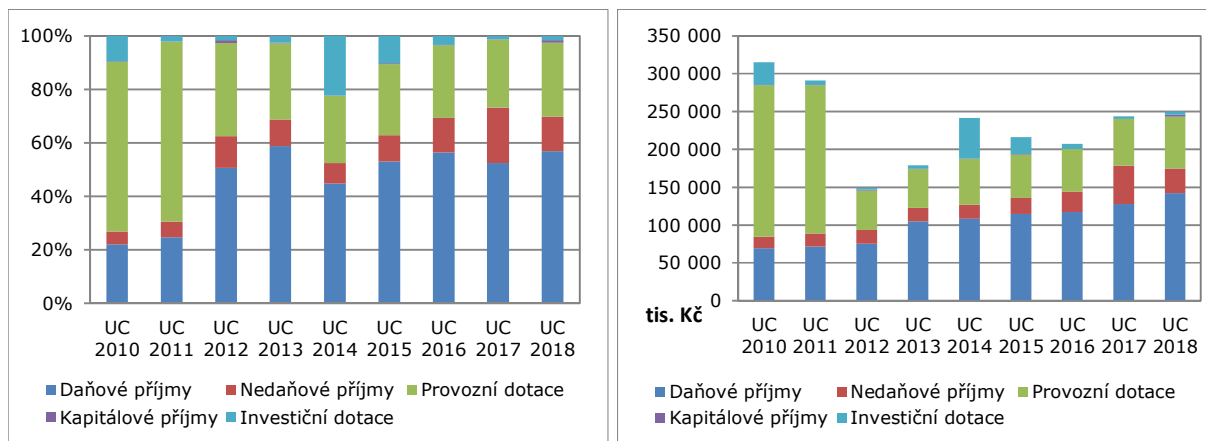 100%
80%
60%
40%
20%
0%
UC UC UC UC UC UC UC UC UC
2010 2011 2012 2013 2014 2015 2016 2017 2018
Daňové příjmy Nedaňové příjmy Provozní dotace
Kapitálové příjmy Investiční dotace
350 000
300 000
250 000
200 000
150 000
100 000
50 000
0
tis. Kč
UC UC UC UC UC UC UC UC UC
2010 2011 2012 2013 2014 2015 2016 2017 2018
Daňové příjmy Nedaňové příjmy Provozní dotace
Kapitálové příjmy Investiční dotace